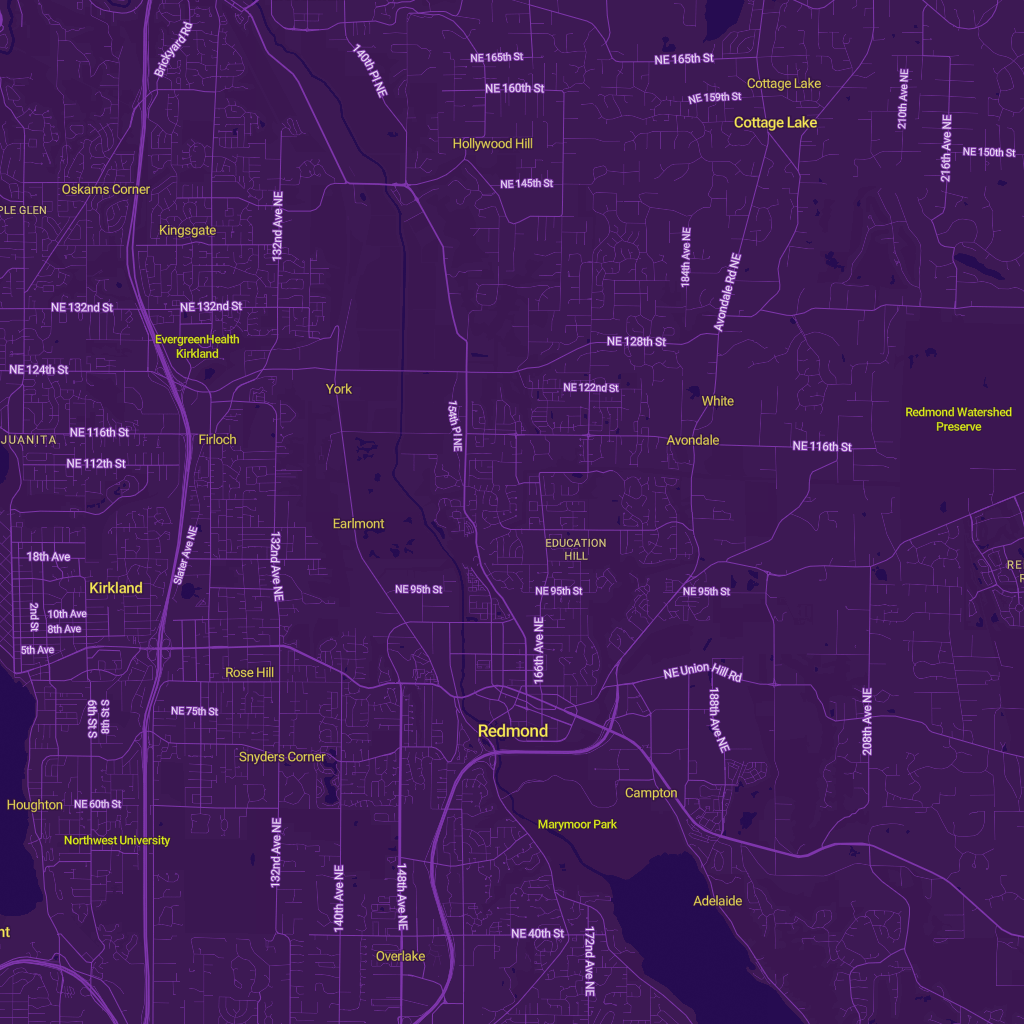 Brickyard Rd
140th Pl NE
NE 165th St
NE 165th St
NE 160th St
NE 159th St
Cottage Lake
Cottage Lake
210th Ave NE
216th Ave NE
NE 150th St
Hollywood Hill
NE 145th St
Oskams Corner
PLE GLEN
Kingsgate
132nd Ave NE
184th Ave NE
Avondale Rd NE
NE 132nd St
NE 132nd St
EvergreenHealth
Kirkland
NE 128th St
NE 124th St
York
NE 122nd St
White
154th Pl NE
Redmond Watershed
Preserve
NE 116th St
JUANITA
Firloch
Avondale
NE 116th St
NE 112th St
Earlmont
EDUCATION
HILL
18th Ave
Slater Ave NE
132nd Ave NE
Kirkland
NE 95th St
NE 95th St
NE 95th St
2nd St
10th Ave
8th Ave
5th Ave
166th Ave NE
Rose Hill
NE Union Hill Rd
6th St S
8th St S
NE 75th St
188th Ave NE
208th Ave NE
Redmond
Snyders Corner
Houghton
NE 60th St
Campton
Northwest University
Marymoor Park
132nd Ave NE
140th Ave NE
148th Ave NE
Adelaide
NE 40th St
172nd Ave NE
Overlake